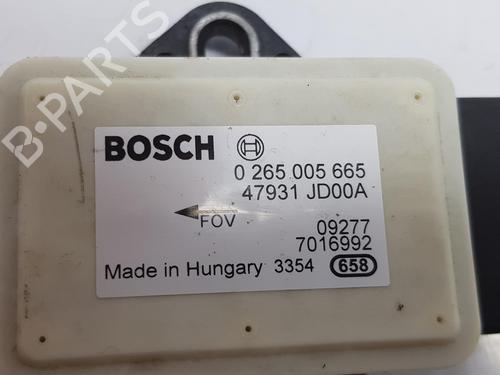 BOSCH
0 265 005 665
47931 JD00A
FOV
09277
7016992
Made in Hungary 3354 658
B-PARTS